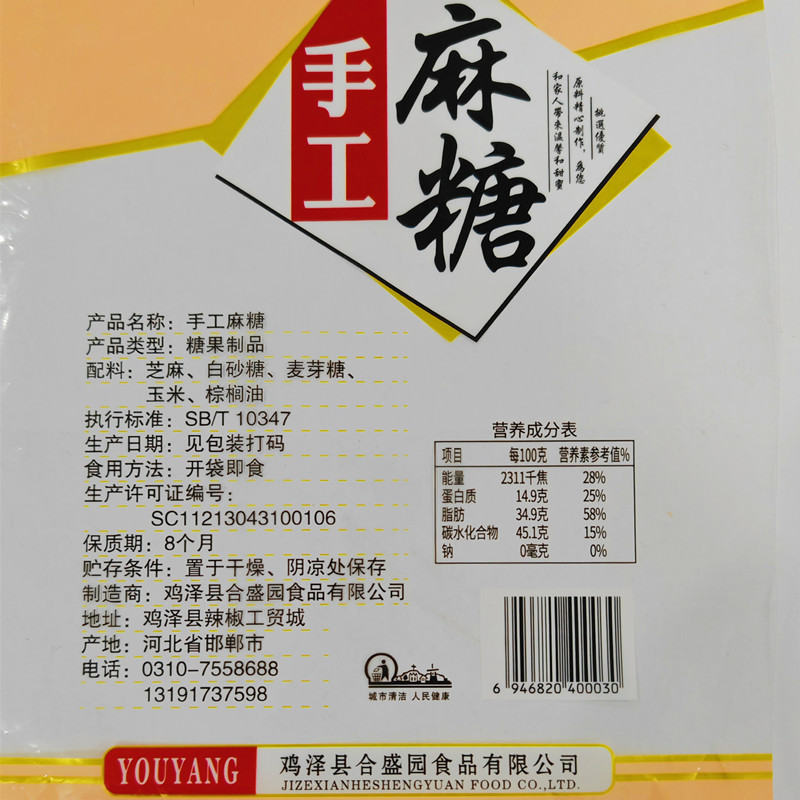 手工
麻糖
挑選優質
原料精心制作，為您
和家人帶來溫馨和甜蜜
产品名称：手工麻糖
产品类型：糖果制品
配料：芝麻、白砂糖、麦芽糖、
玉米、棕榈油
执行标准：SB/T 10347
生产日期：见包装打码
食用方法：开袋即食
生产许可证编号：
SC11213043100106
保质期：8个月
贮存条件：置于干燥、阴凉处保存
制造商：鸡泽县合盛园食品有限公司
地址：鸡泽县辣椒工贸城
产地：河北省邯郸市
电话：0310-7558688
13191737598
营养成分表
项目 每100克 营养素参考值%
能量 2311千焦 28%
蛋白质 14.9克 25%
脂肪 34.9克 58%
碳水化合物 45.1克 15%
钠 0毫克 0%
城市清洁 人民健康
6 946820 400030
YOUYANG
鸡泽县合盛园食品有限公司
JIZEXIANHESHENGYUAN FOOD CO.,LTD.